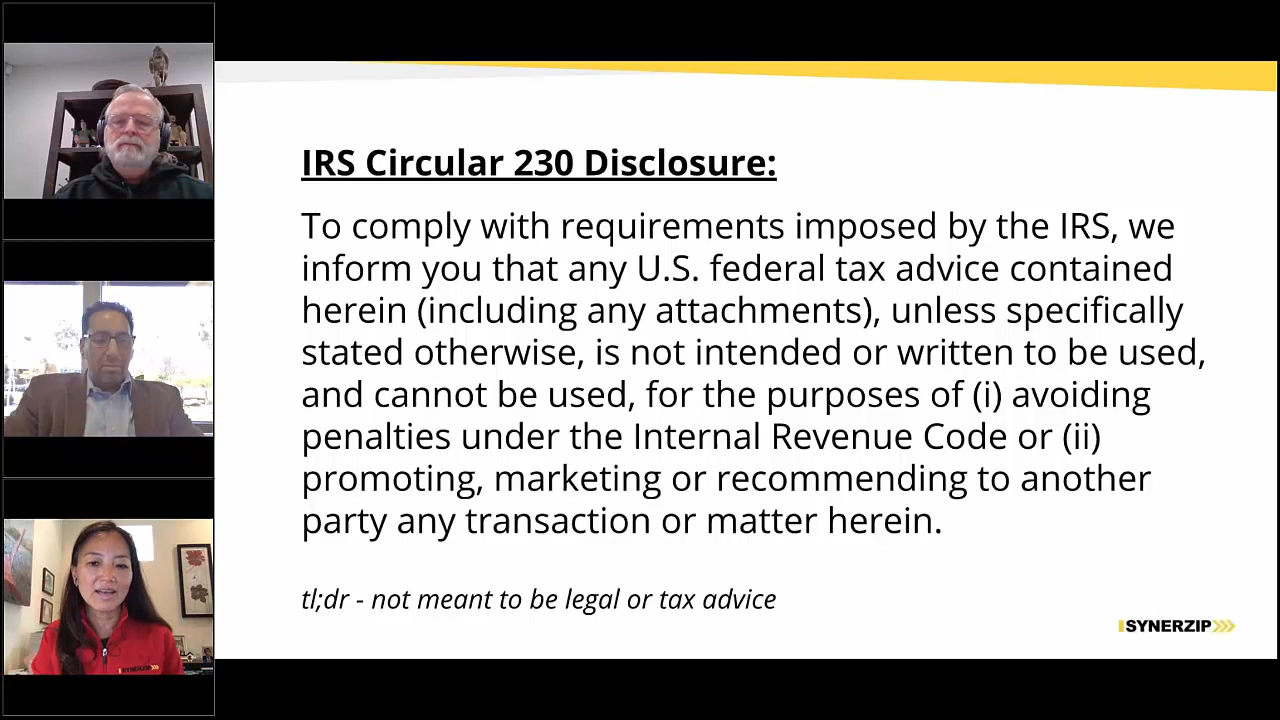 IRS Circular 230 Disclosure:
To comply with requirements imposed by the IRS, we
inform you that any U.S. federal tax advice contained
herein (including any attachments), unless specifically
stated otherwise, is not intended or written to be used,
and cannot be used, for the purposes of (i) avoiding
penalties under the Internal Revenue Code or (ii)
promoting, marketing or recommending to another
party any transaction or matter herein.
tl;dr - not meant to be legal or tax advice
SYNERZIP
SYNERZIP